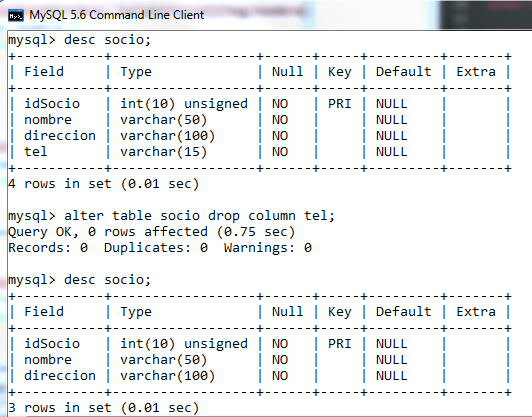 MySQL 5.6 Command Line Client
mysql> desc socio;
+-----------+------------------+------+-----+---------+-------+
| Field     | Type             | Null | Key | Default | Extra |
+-----------+------------------+------+-----+---------+-------+
| idSocio   | int(10) unsigned | NO   | PRI | NULL    |       |
| nombre    | varchar(50)      | NO   |     | NULL    |       |
| direccion | varchar(100)     | NO   |     | NULL    |       |
| tel       | varchar(15)      | NO   |     | NULL    |       |
+-----------+------------------+------+-----+---------+-------+
4 rows in set (0.01 sec)
mysql> alter table socio drop column tel;
Query OK, 0 rows affected (0.75 sec)
Records: 0  Duplicates: 0  Warnings: 0
mysql> desc socio;
+-----------+------------------+------+-----+---------+-------+
| Field     | Type             | Null | Key | Default | Extra |
+-----------+------------------+------+-----+---------+-------+
| idSocio   | int(10) unsigned | NO   | PRI | NULL    |       |
| nombre    | varchar(50)      | NO   |     | NULL    |       |
| direccion | varchar(100)     | NO   |     | NULL    |       |
+-----------+------------------+------+-----+---------+-------+
3 rows in set (0.01 sec)